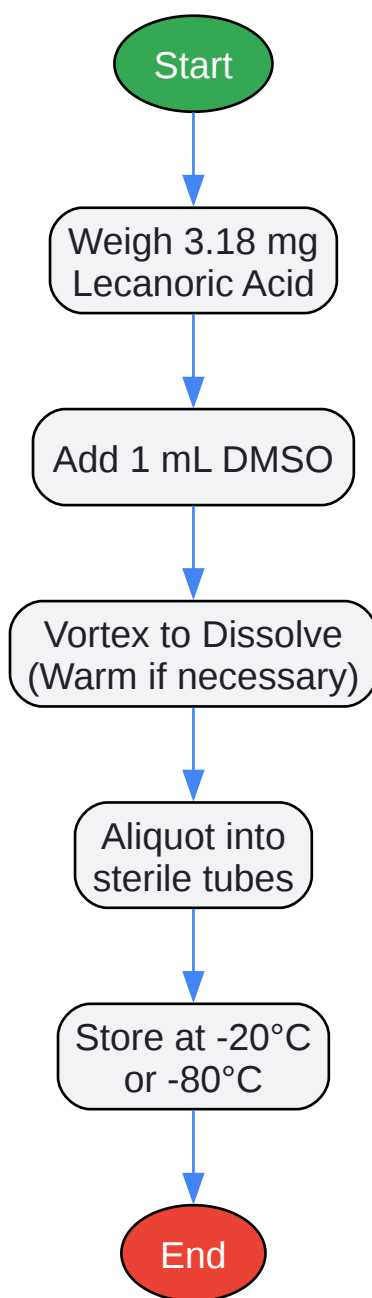 Start
Weigh 3.18 mg
Lecanoric Acid
Add 1 mL DMSO
Vortex to Dissolve
(Warm if necessary)
Aliquot into
sterile tubes
Store at -20°C
or -80°C
End